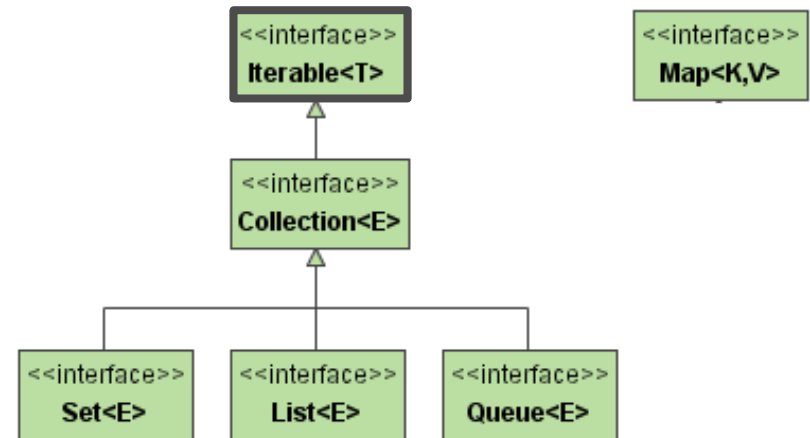 <<interface>>
Iterable<T>
<<interface>>
Map<K,V>
<<interface>>
Collection<E>
<<interface>>
Set<E>
<<interface>>
List<E>
<<interface>>
Queue<E>